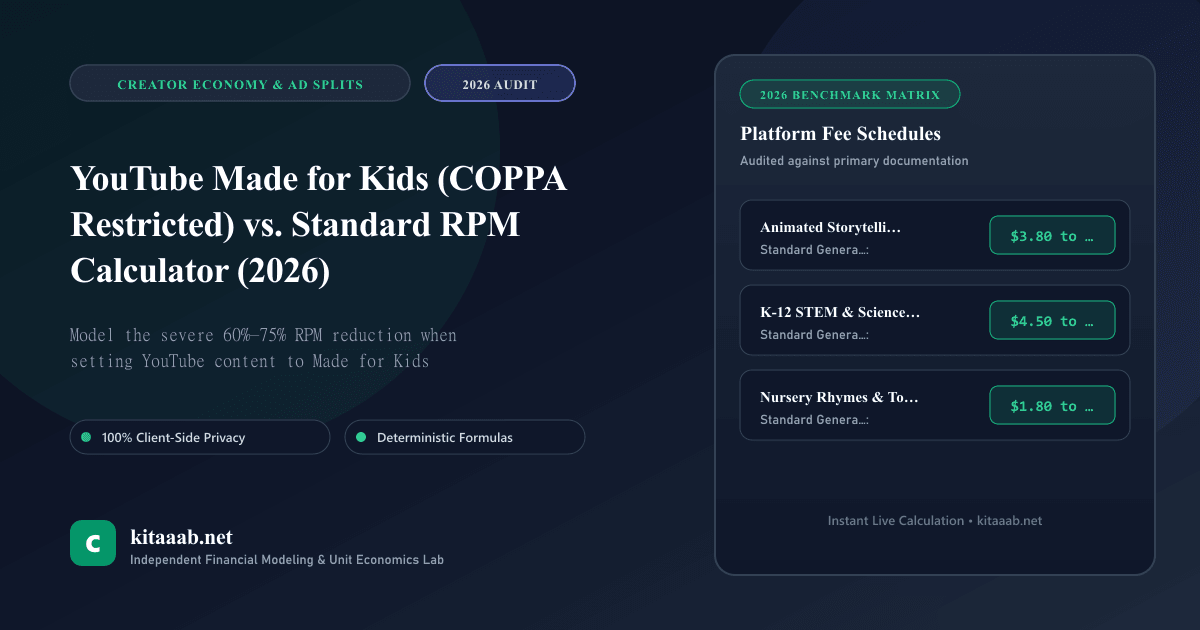 CREATOR ECONOMY & AD SPLITS
2026 AUDIT
YouTube Made for Kids (COPPA
Restricted) vs. Standard RPM
Calculator (2026)
Model the severe 60%–75% RPM reduction when
setting YouTube content to Made for Kids
100% Client-Side Privacy
Deterministic Formulas
C
kitaaab.net
Independent Financial Modeling & Unit Economics Lab
2026 BENCHMARK MATRIX
Platform Fee Schedules
Audited against primary documentation
Animated Storytelli…
Standard Genera…:
$3.80 to …
K-12 STEM & Science…
Standard Genera…:
$4.50 to …
Nursery Rhymes & To…
Standard Genera…:
$1.80 to …
Instant Live Calculation • kitaaab.net